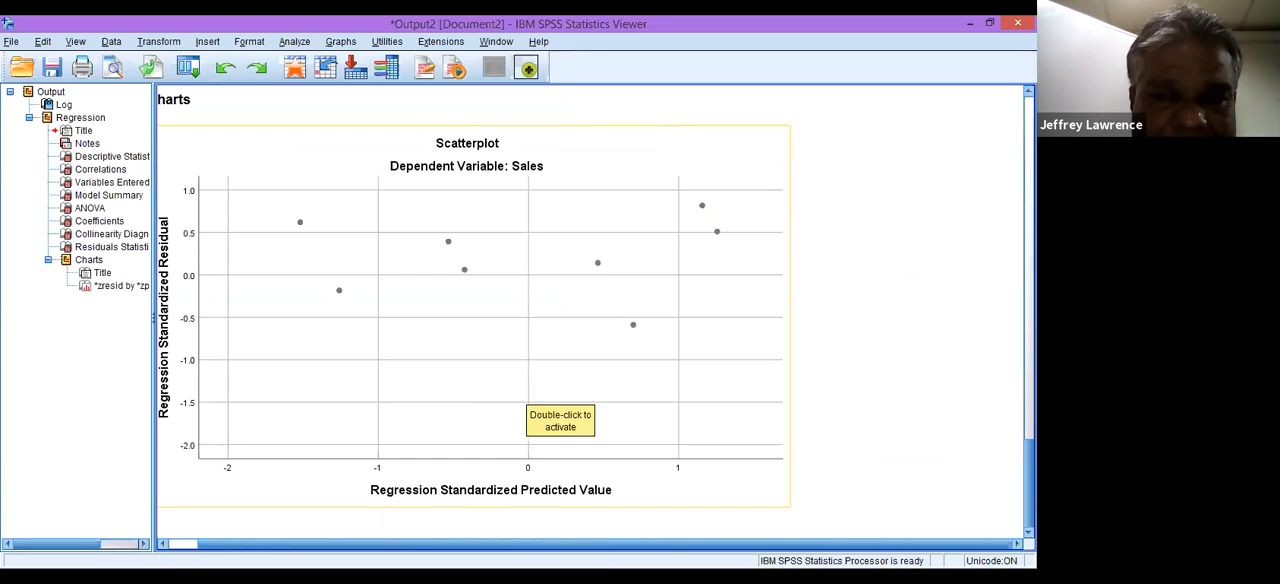 *Output2 [Document2] - IBM SPSS Statistics Viewer
File Edit View Data Transform Insert Format Analyze Graphs Utilities Extensions Window Help
Output
Log
Regression
Title
Notes
Descriptive Statist
Correlations
Variables Entered
Model Summary
ANOVA
Coefficients
Collinearity Diagn
Residuals Statisti
Charts
Title
*zresid by *zp
harts
Scatterplot
Dependent Variable: Sales
Regression Standardized Residual
1.0
0.5
0.0
-0.5
-1.0
-1.5
-2.0
Double-click to
activate
-2 -1 0 1
Regression Standardized Predicted Value
IBM SPSS Statistics Processor is ready Unicode:ON
Jeffrey Lawrence